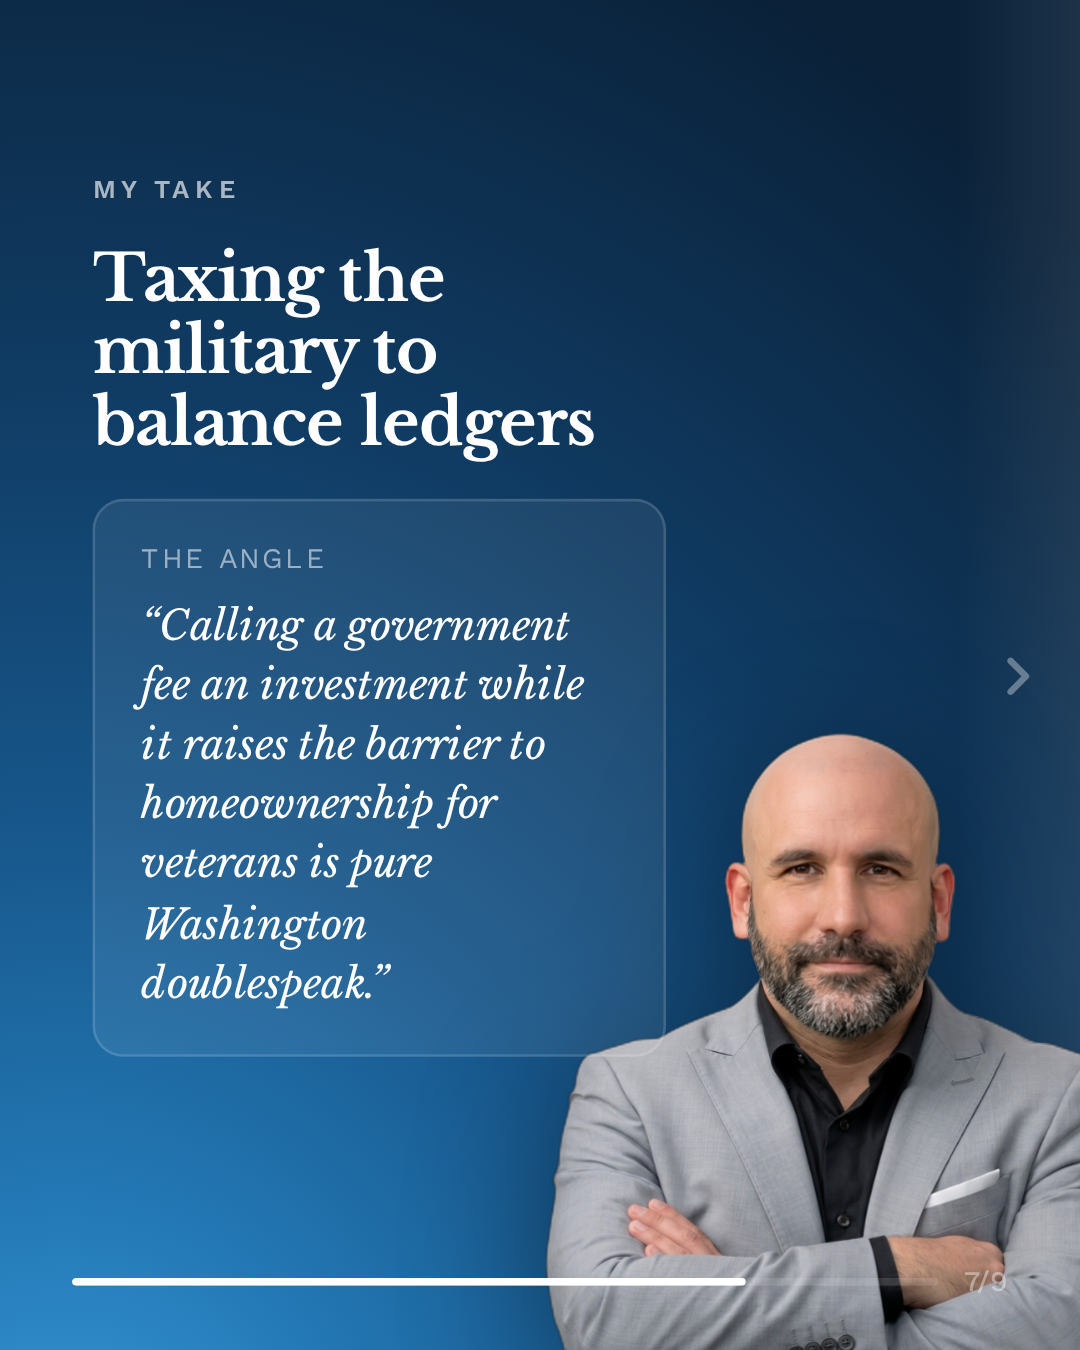 MY TAKE
Taxing the
military to
balance ledgers
THE ANGLE
“Calling a government
fee an investment while
it raises the barrier to
homeownership for
veterans is pure
Washington
doublespeak.”
7/9